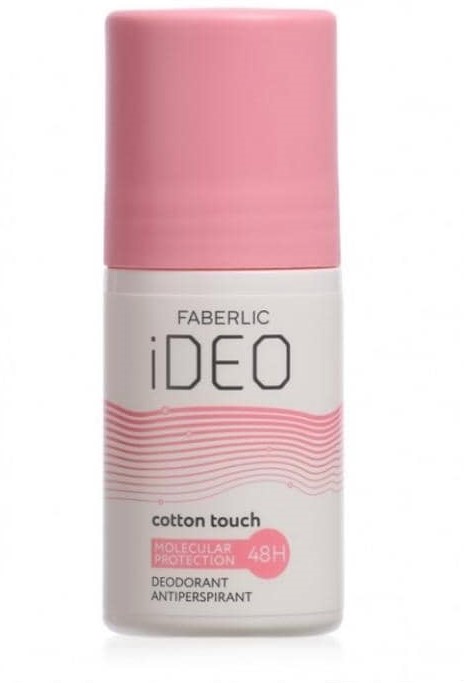 FABERLIC
iDEO
cotton touch
MOLECULAR
PROTECTION 48H
DEODORANT
ANTIPERSPIRANT